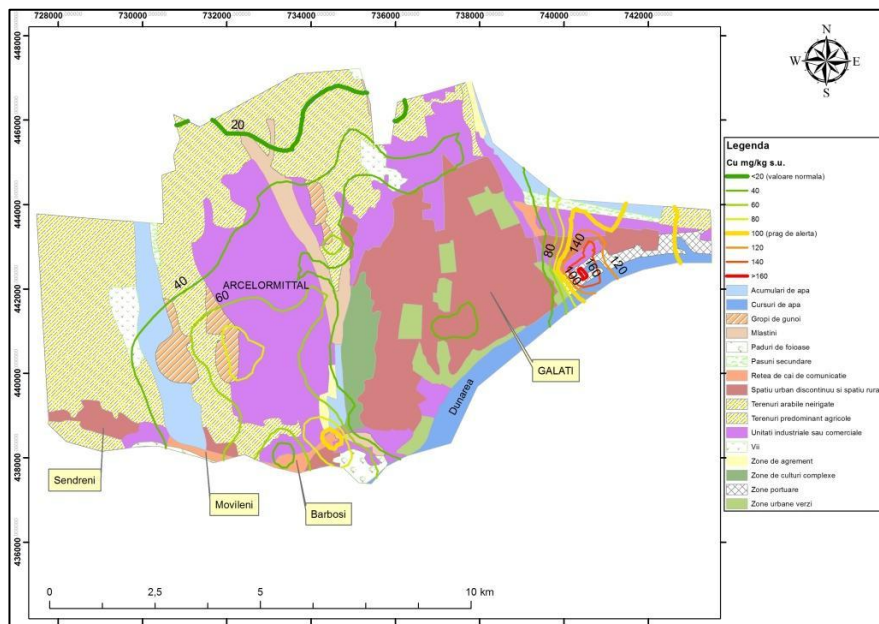 728000 730000 732000 734000 736000 738000 740000 742000
448000
446000
444000
442000
440000
438000
436000
N
W E
S
20
40
60
ARCELORMITTAL
80
140
160
120
GALATI
Dunarea
Sendreni
Movileni
Barbosi
0 2,5 5 10 km
Legenda
Cu mg/kg s.u.
<20 (valoare normala)
40
60
80
100 (prag de alerta)
120
140
>160
Acumulari de apa
Cursuri de apa
Gropi de gunoi
Mlastini
Paduri de foioase
Pasuni secundare
Retea de cai de comunicatie
Spatiu urban discontinuu si spatiu rura
Terenuri arabile neirigate
Terenuri predominant agricole
Unitati industriale sau comerciale
Vii
Zone de agrement
Zone de culturi complexe
Zone portuare
Zone urbane verzi